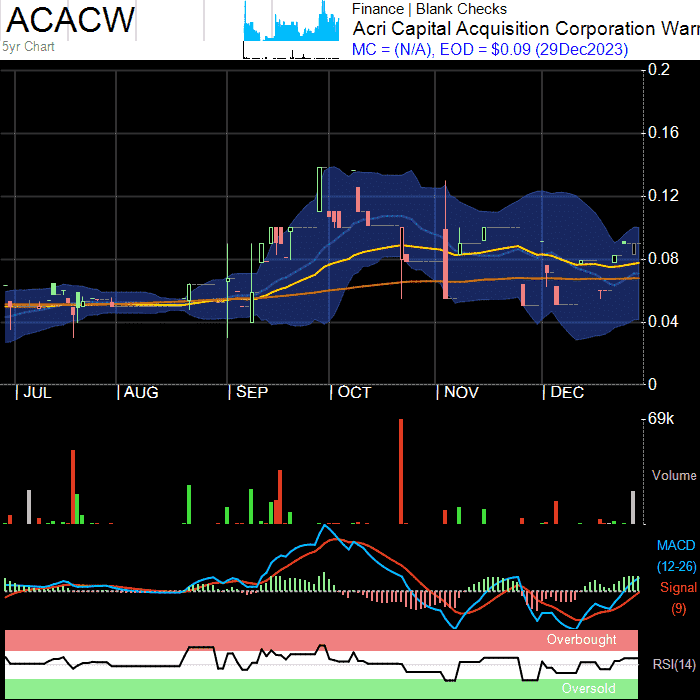 ACACW
5yr Chart
Finance | Blank Checks
Acri Capital Acquisition Corporation Warr
MC = (N/A), EOD = $0.09 (29Dec2023)
0.2
0.16
0.12
0.08
0.04
0
JUL
AUG
SEP
OCT
NOV
DEC
69k
Volume
MACD
(12-26)
Signal
(9)
Overbought
RSI(14)
Oversold